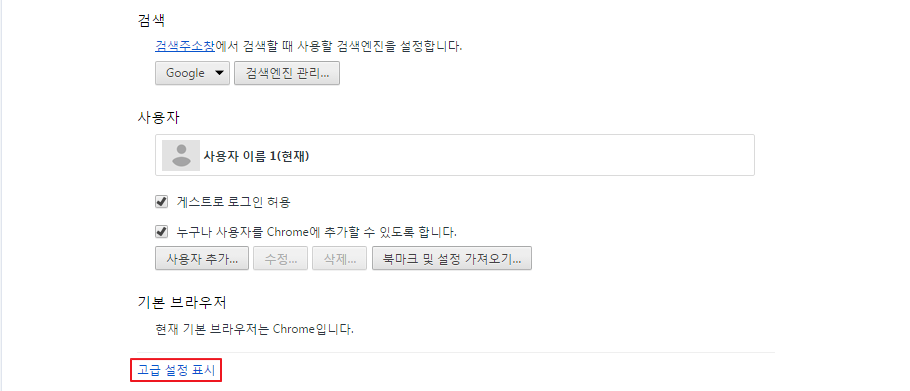 검색
검색주소창에서 검색할 때 사용할 검색엔진을 설정합니다.
Google 검색엔진 관리...
사용자
사용자 이름 1(현재)
게스트로 로그인 허용
누구나 사용자를 Chrome에 추가할 수 있도록 합니다.
사용자 추가... 수정... 삭제... 북마크 및 설정 가져오기...
기본 브라우저
현재 기본 브라우저는 Chrome입니다.
고급 설정 표시